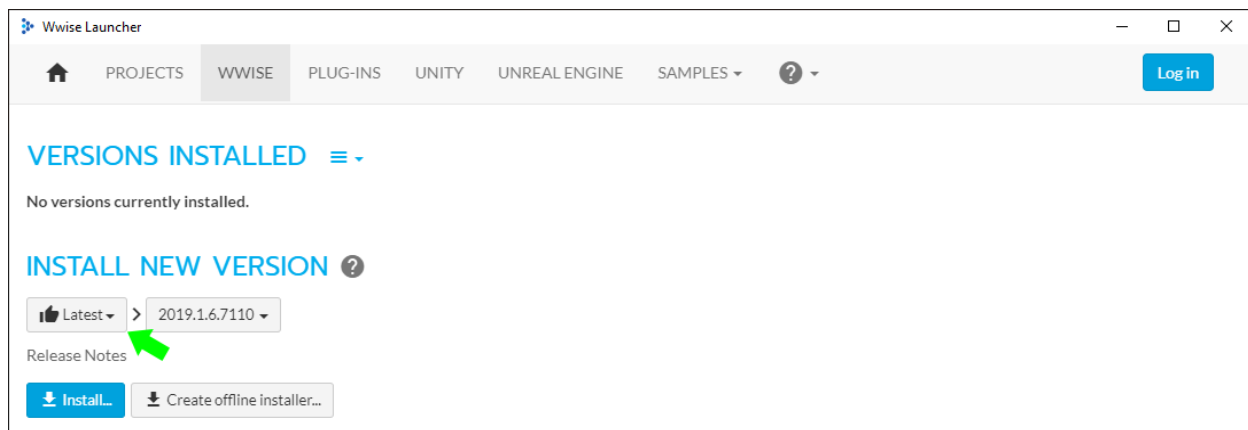 Wwise Launcher
PROJECTS WWISE PLUG-INS UNITY UNREAL ENGINE SAMPLES ? Log in
VERSIONS INSTALLED
No versions currently installed.
INSTALL NEW VERSION ?
Latest > 2019.1.6.7110
Release Notes
Install... Create offline installer...